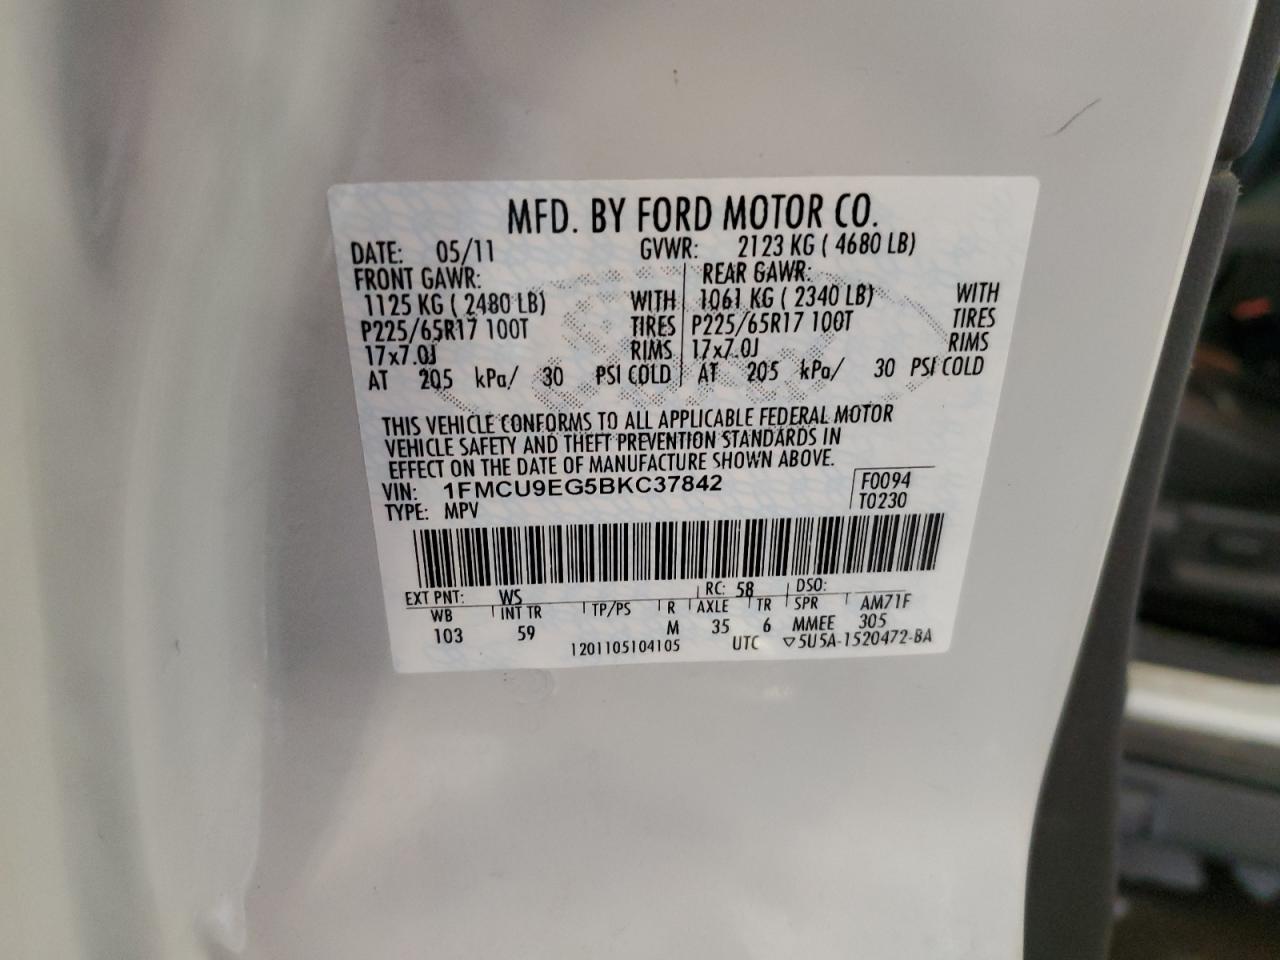 MFD. BY FORD MOTOR CO.
DATE: 05/11 GVWR: 2123 KG ( 4680 LB)
FRONT GAWR: REAR GAWR:
1125 KG ( 2480 LB) WITH 1061 KG ( 2340 LB) WITH
P225/65R17 100T TIRES P225/65R17 100T TIRES
17x7.0J RIMS 17x7.0J RIMS
AT 205 kPa/ 30 PSI COLD AT 205 kPa/ 30 PSI COLD
THIS VEHICLE CONFORMS TO ALL APPLICABLE FEDERAL MOTOR
VEHICLE SAFETY AND THEFT PREVENTION STANDARDS IN
EFFECT ON THE DATE OF MANUFACTURE SHOWN ABOVE.
VIN: 1FMCU9EG5BKC37842 F0094
TYPE: MPV T0230
EXT PNT: WS RC: 58 DSO:
WB INT TR TP/PS R AXLE TR SPR AM71F
103 59 M 35 6 MMEE 305
1201105104105 UTC ▽5U5A-1520472-BA